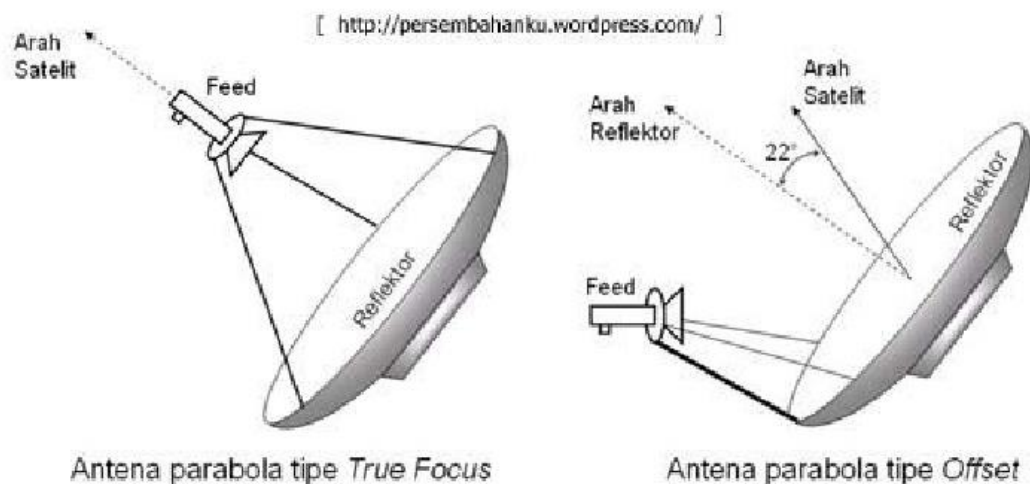 [ http://persembahanku.wordpress.com/ ]
Arah
Satelit
Feed
Reflektor
Antena parabola tipe True Focus
Arah
Reflektor
Arah
Satelit
22°
Reflektor
Feed
Antena parabola tipe Offset